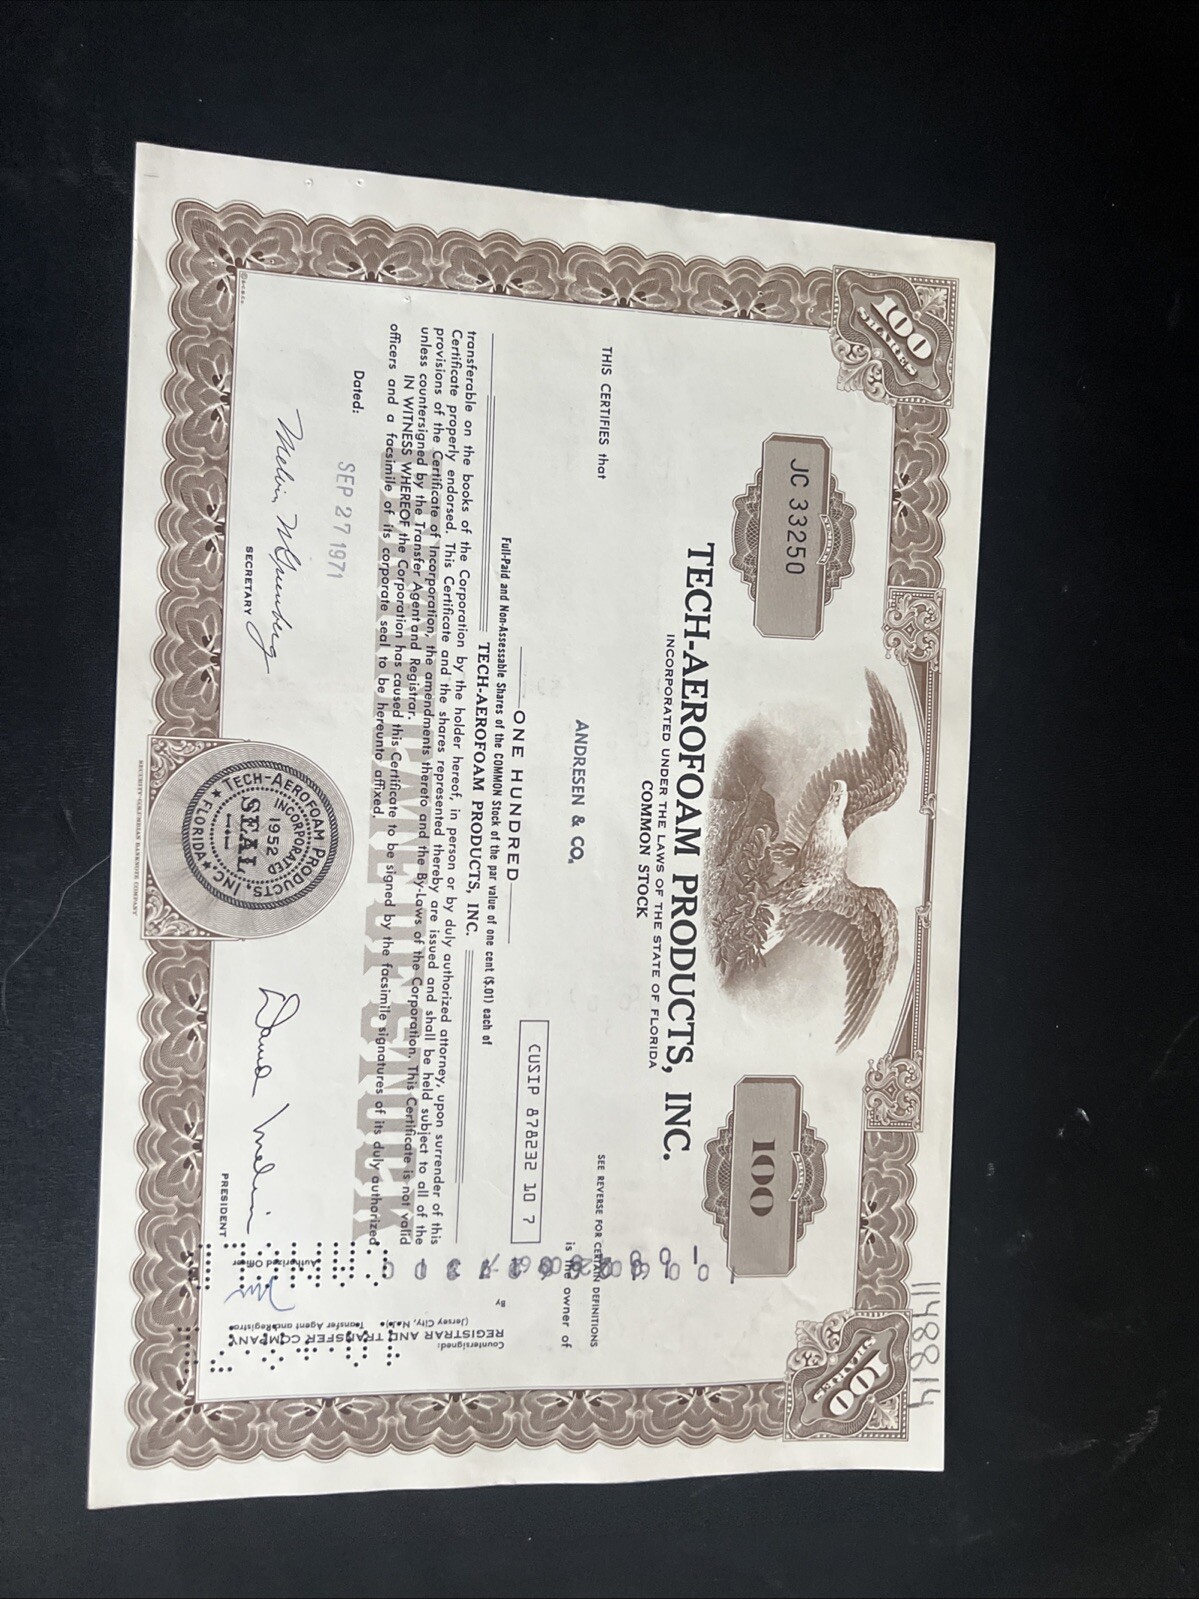 1148814
100
SHARES
100
SHARES
NUMBER
JC 33250
SHARES
100
TECH-AEROFOAM PRODUCTS, INC.
INCORPORATED UNDER THE LAWS OF THE STATE OF FLORIDA
COMMON STOCK
THIS CERTIFIES that
SEE REVERSE FOR CERTAIN DEFINITIONS
ANDRESEN & CO.
is the owner of
CUSIP 878232 10 7
ONE HUNDRED
Full-Paid and Non-Assessable Shares of the COMMON Stock of the par value of one cent ($.01) each of
TECH-AEROFOAM PRODUCTS, INC.
transferable on the books of the Corporation by the holder hereof, in person or by duly authorized attorney, upon surrender of this
Certificate properly endorsed. This Certificate and the shares represented thereby are issued and shall be held subject to all of the
provisions of the Certificate of Incorporation, the amendments thereto and the By-Laws of the Corporation. This Certificate is not valid
unless countersigned by the Transfer Agent and Registrar.
IN WITNESS WHEREOF the Corporation has caused this Certificate to be signed by the facsimile signatures of its duly authorized
officers and a facsimile of its corporate seal to be hereunto affixed.
Dated:
SEP 27 1971
SECRETARY
PRESIDENT
TECH-AEROFOAM PRODUCTS, INC.
INCORPORATED
1952
SEAL
FLORIDA
Countersigned:
REGISTRAR AND TRANSFER COMPANY
(Jersey City, N.J.)
Transfer Agent and Registrar
By
Authorized Officer
SECURITY-COLUMBIAN BANKNOTE COMPANY